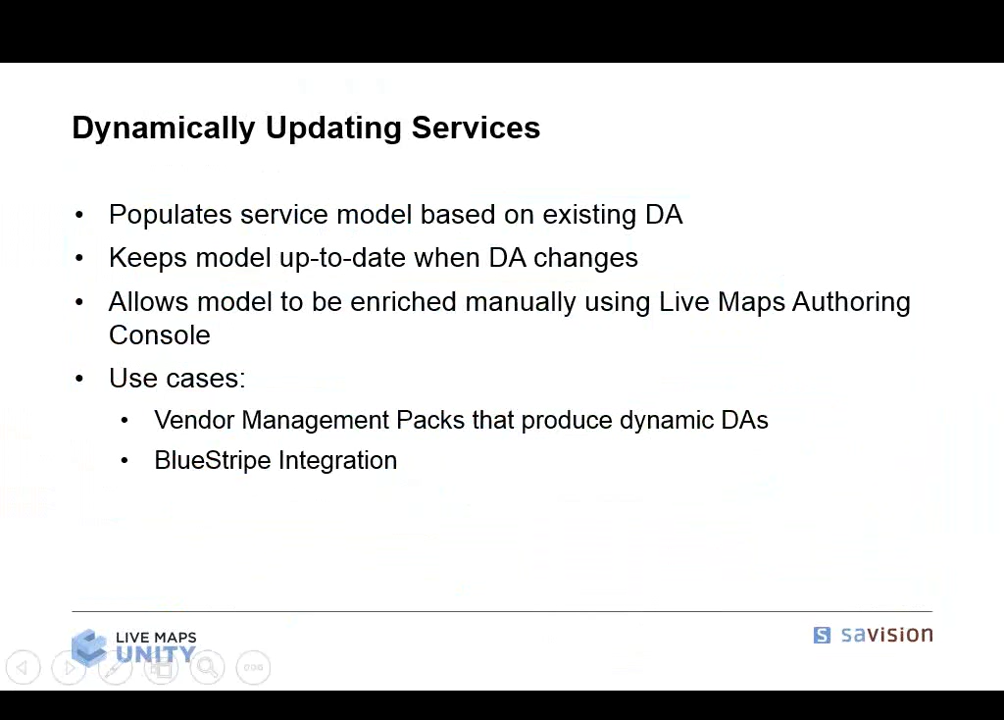 Dynamically Updating Services
• Populates service model based on existing DA
• Keeps model up-to-date when DA changes
• Allows model to be enriched manually using Live Maps Authoring
Console
• Use cases:
• Vendor Management Packs that produce dynamic DAs
• BlueStripe Integration
LIVE MAPS
UNITY
S savision